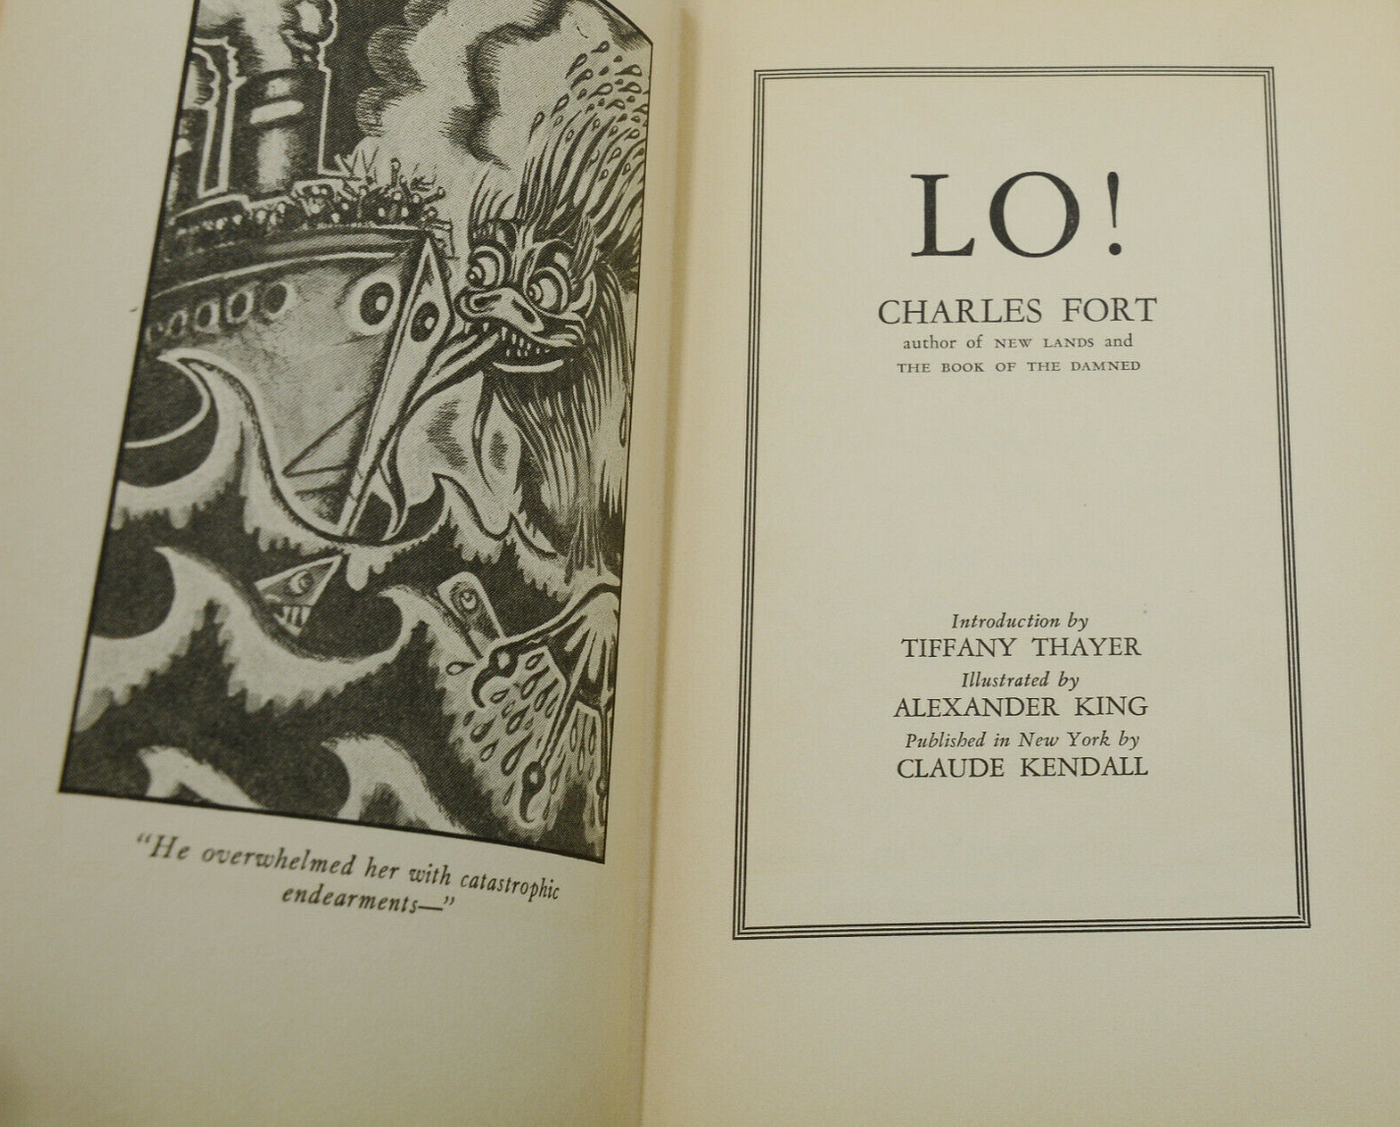 “He overwhelmed her with catastrophic
endearments—”
LO!
CHARLES FORT
author of NEW LANDS and
THE BOOK OF THE DAMNED
Introduction by
TIFFANY THAYER
Illustrated by
ALEXANDER KING
Published in New York by
CLAUDE KENDALL